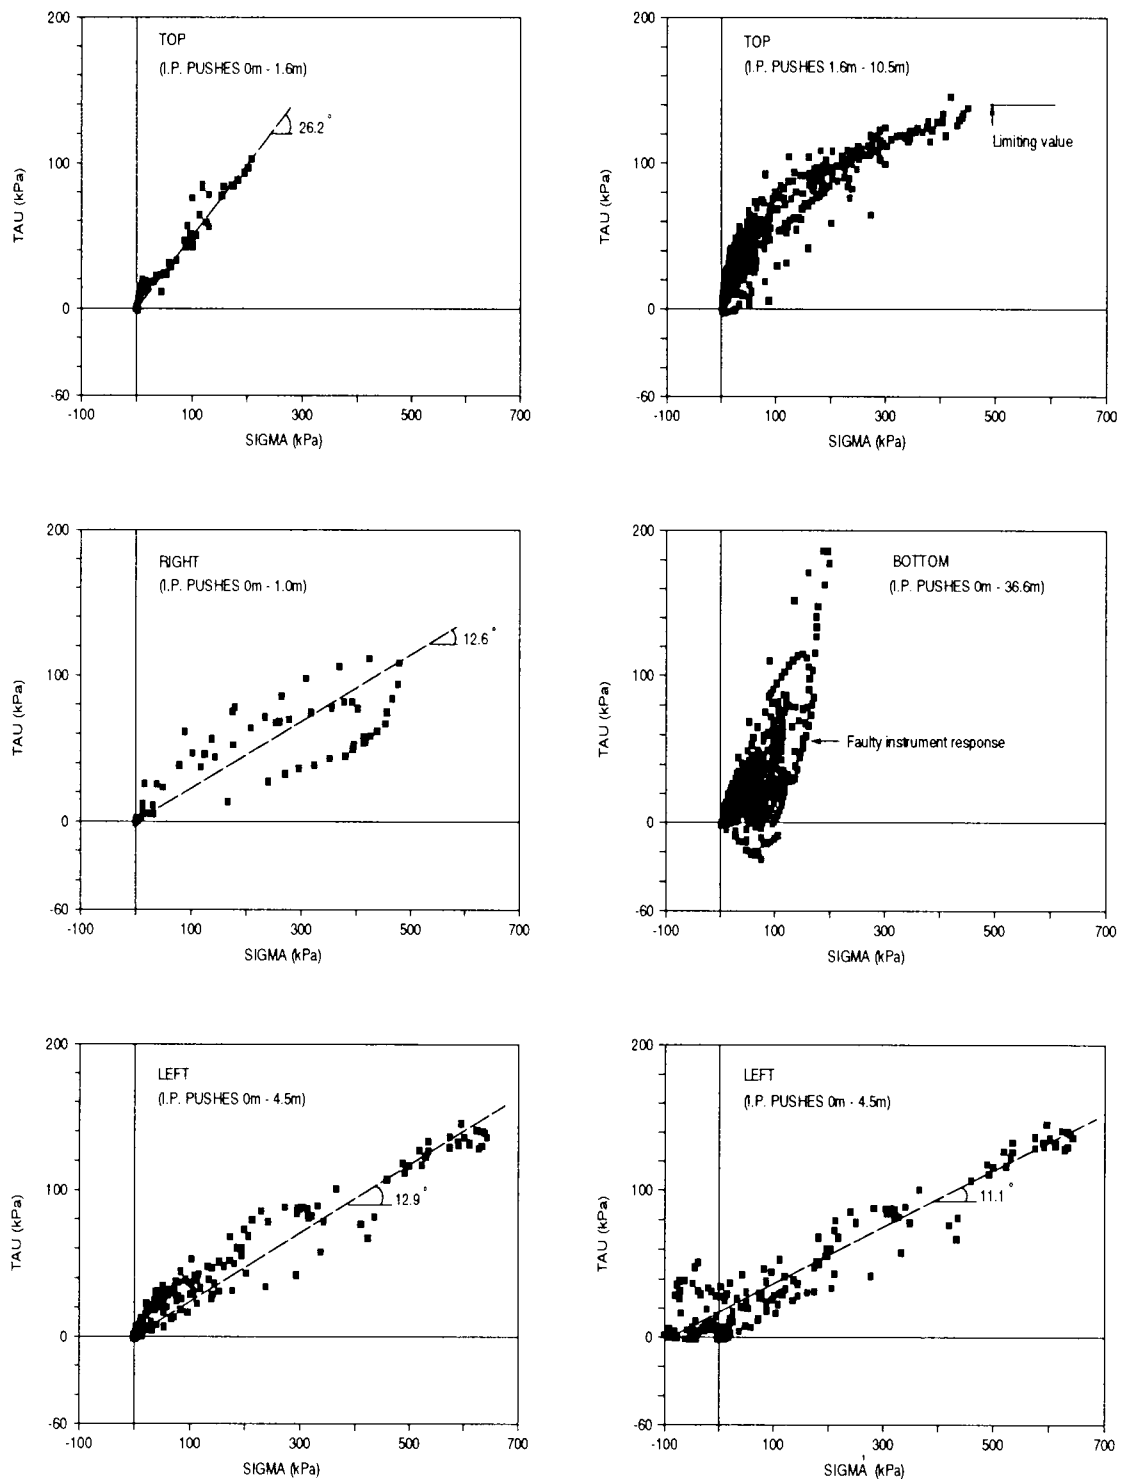 200
TOP
(I.P. PUSHES 0m - 1.6m)
26.2°
100
TAU (kPa)
0
-60
-100
100
300
500
700
SIGMA (kPa)
200
TOP
(I.P. PUSHES 1.6m - 10.5m)
Limiting value
100
TAU (kPa)
0
-60
-100
100
300
500
700
SIGMA (kPa)
200
RIGHT
(I.P. PUSHES 0m - 1.0m)
12.6°
100
TAU (kPa)
0
-60
-100
100
300
500
700
SIGMA (kPa)
200
BOTTOM
(I.P. PUSHES 0m - 36.6m)
100
Faulty instrument response
TAU (kPa)
0
-60
-100
100
300
500
700
SIGMA (kPa)
200
LEFT
(I.P. PUSHES 0m - 4.5m)
12.9°
100
TAU (kPa)
0
-60
-100
100
300
500
700
SIGMA (kPa)
200
LEFT
(I.P. PUSHES 0m - 4.5m)
11.1°
100
TAU (kPa)
0
-60
-100
100
300
500
700
SIGMA' (kPa)